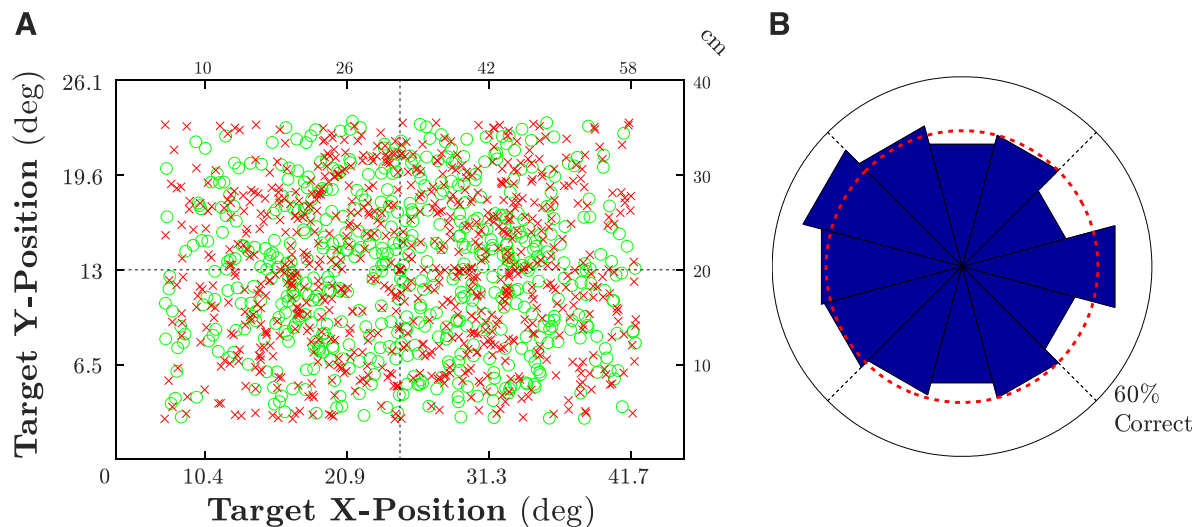 A
B
10 26 42 58
cm
26.1
19.6
13
6.5
0
40
30
20
10
10.4 20.9 31.3 41.7
Target Y-Position (deg)
Target X-Position (deg)
60%
Correct